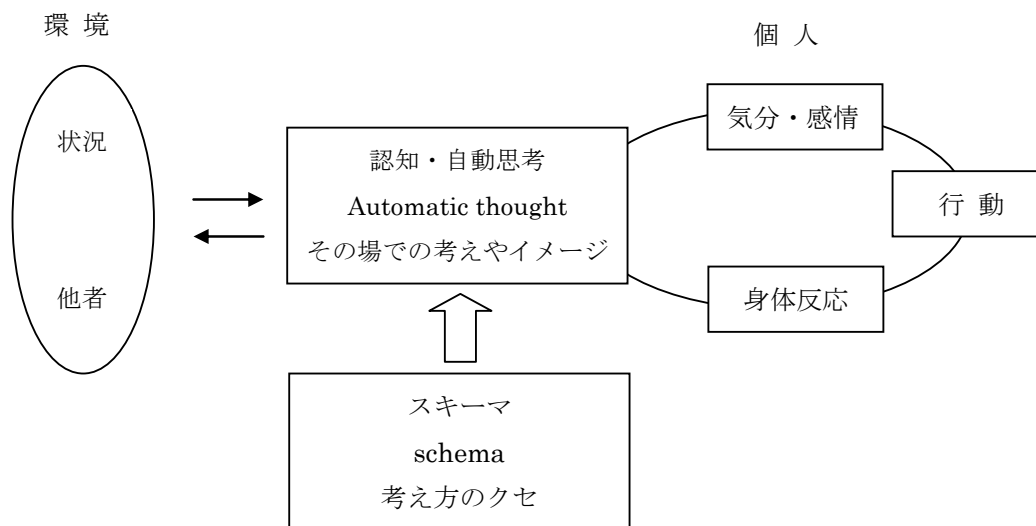 環 境
個 人
状況
他者
認知・自動思考
Automatic thought
その場での考えやイメージ
気分・感情
行 動
身体反応
スキーマ
schema
考え方のクセ